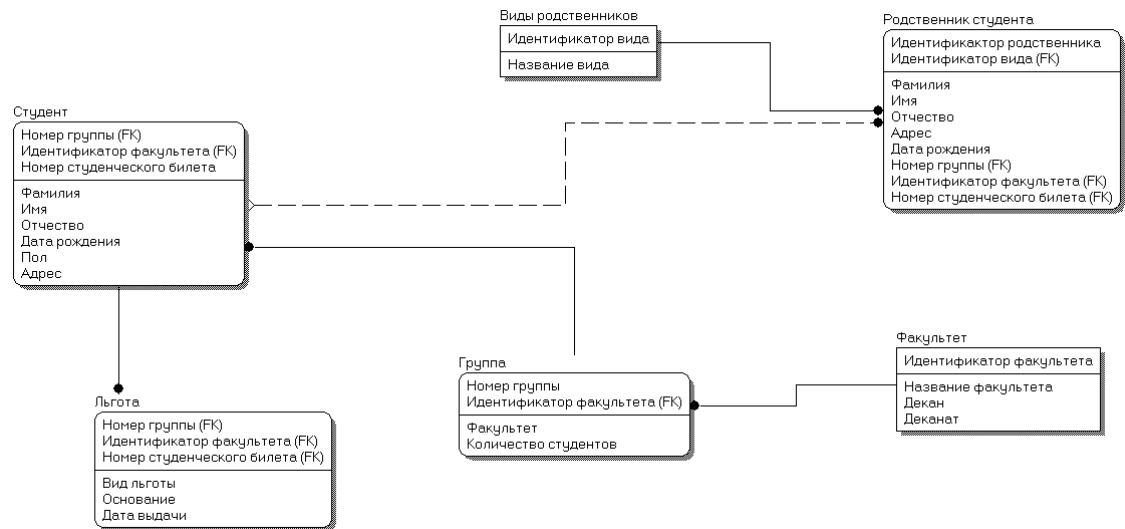 Виды родственников
Идентификатор вида
Название вида
Родственник студента
Идентификактор родственника
Идентификатор вида (FK)
Фамилия
Имя
Отчество
Адрес
Дата рождения
Номер группы (FK)
Идентификатор факультета (FK)
Номер студенческого билета (FK)
Студент
Номер группы (FK)
Идентификатор факультета (FK)
Номер студенческого билета
Фамилия
Имя
Отчество
Дата рождения
Пол
Адрес
Группа
Номер группы
Идентификатор факультета (FK)
Факультет
Количество студентов
Факультет
Идентификатор факультета
Название факультета
Декан
Деканат
Льгота
Номер группы (FK)
Идентификатор факультета (FK)
Номер студенческого билета (FK)
Вид льготы
Основание
Дата выдачи